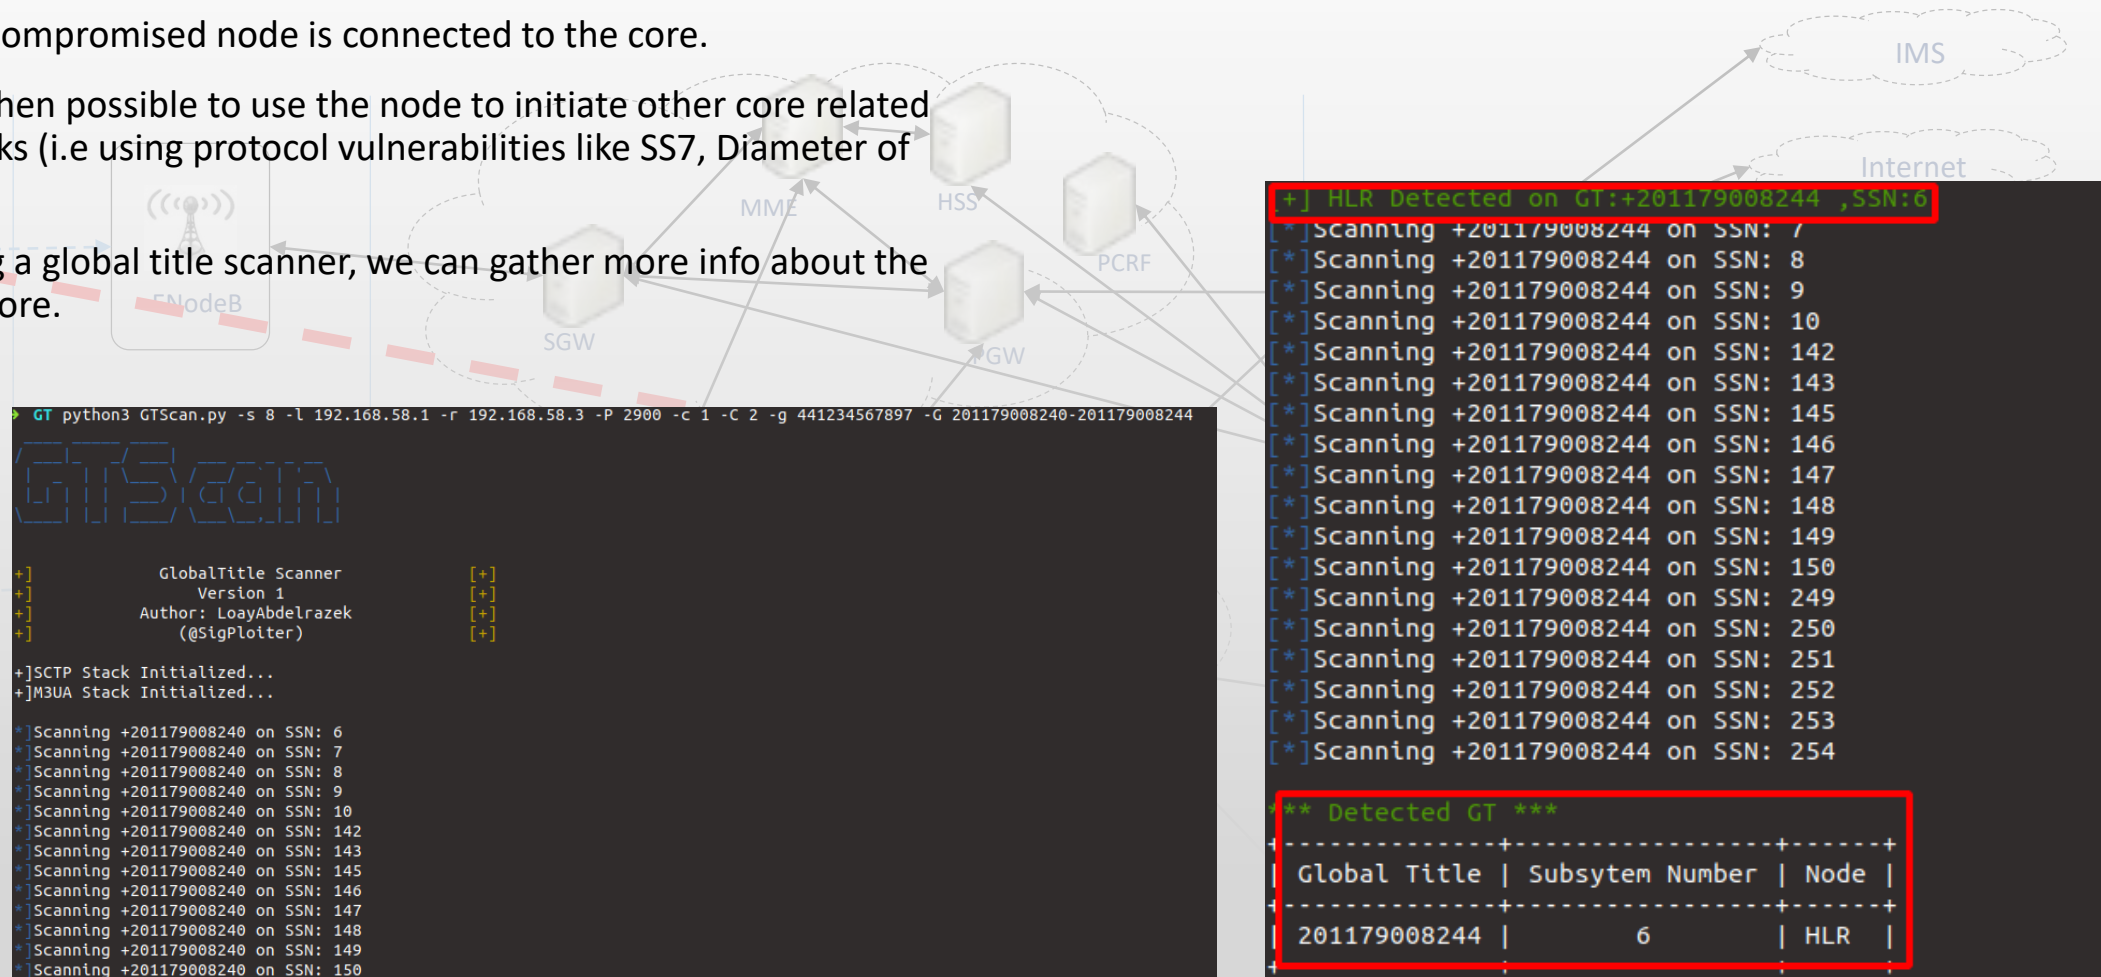 ompromised node is connected to the core.
hen possible to use the node to initiate other core related
ks (i.e using protocol vulnerabilities like SS7, Diameter of
g a global title scanner, we can gather more info about the
ore.
IMS
Internet
MME
HSS
PCRF
ENodeB
SGW
PGW
GT python3 GTScan.py -s 8 -l 192.168.58.1 -r 192.168.58.3 -P 2900 -c 1 -C 2 -g 441234567897 -G 201179008240-201179008244
GTScan
+] GlobalTitle Scanner [+]
+] Version 1 [+]
+] Author: LoayAbdelrazek [+]
+] (@SigPloiter) [+]
+]SCTP Stack Initialized...
+]M3UA Stack Initialized...
*]Scanning +201179008240 on SSN: 6
*]Scanning +201179008240 on SSN: 7
*]Scanning +201179008240 on SSN: 8
*]Scanning +201179008240 on SSN: 9
*]Scanning +201179008240 on SSN: 10
*]Scanning +201179008240 on SSN: 142
*]Scanning +201179008240 on SSN: 143
*]Scanning +201179008240 on SSN: 145
*]Scanning +201179008240 on SSN: 146
*]Scanning +201179008240 on SSN: 147
*]Scanning +201179008240 on SSN: 148
*]Scanning +201179008240 on SSN: 149
*]Scanning +201179008240 on SSN: 150
[+] HLR Detected on GT:+201179008244 ,SSN:6
[*]Scanning +201179008244 on SSN: 7
[*]Scanning +201179008244 on SSN: 8
[*]Scanning +201179008244 on SSN: 9
[*]Scanning +201179008244 on SSN: 10
[*]Scanning +201179008244 on SSN: 142
[*]Scanning +201179008244 on SSN: 143
[*]Scanning +201179008244 on SSN: 145
[*]Scanning +201179008244 on SSN: 146
[*]Scanning +201179008244 on SSN: 147
[*]Scanning +201179008244 on SSN: 148
[*]Scanning +201179008244 on SSN: 149
[*]Scanning +201179008244 on SSN: 150
[*]Scanning +201179008244 on SSN: 249
[*]Scanning +201179008244 on SSN: 250
[*]Scanning +201179008244 on SSN: 251
[*]Scanning +201179008244 on SSN: 252
[*]Scanning +201179008244 on SSN: 253
[*]Scanning +201179008244 on SSN: 254
*** Detected GT ***
| Global Title | Subsytem Number | Node |
| 201179008244 | 6 | HLR |